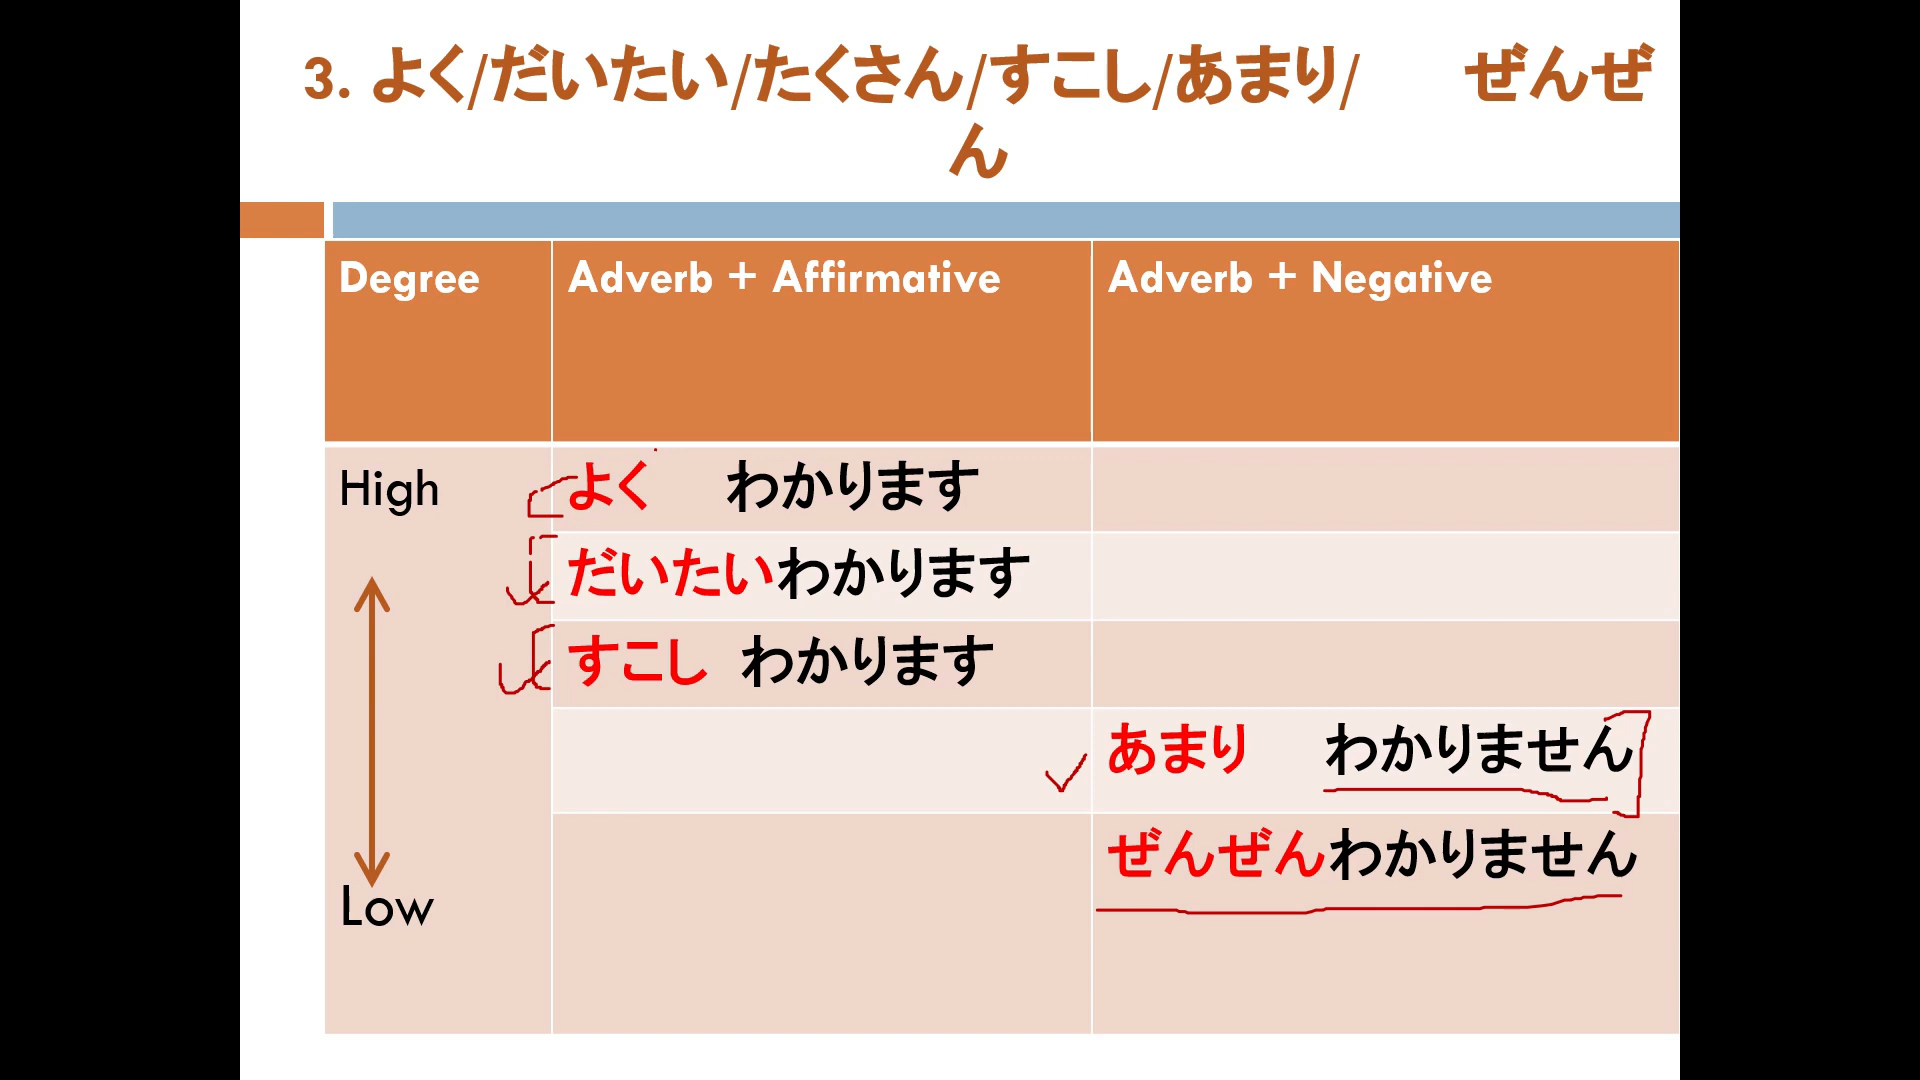 3. よく/だいたい/たくさん/すこし/あまり/　　ぜんぜ
ん
Degree　Adverb + Affirmative　Adverb + Negative
High　よく　わかります
だいたいわかります
すこし　わかります
あまり　わかりません
ぜんぜんわかりません
Low